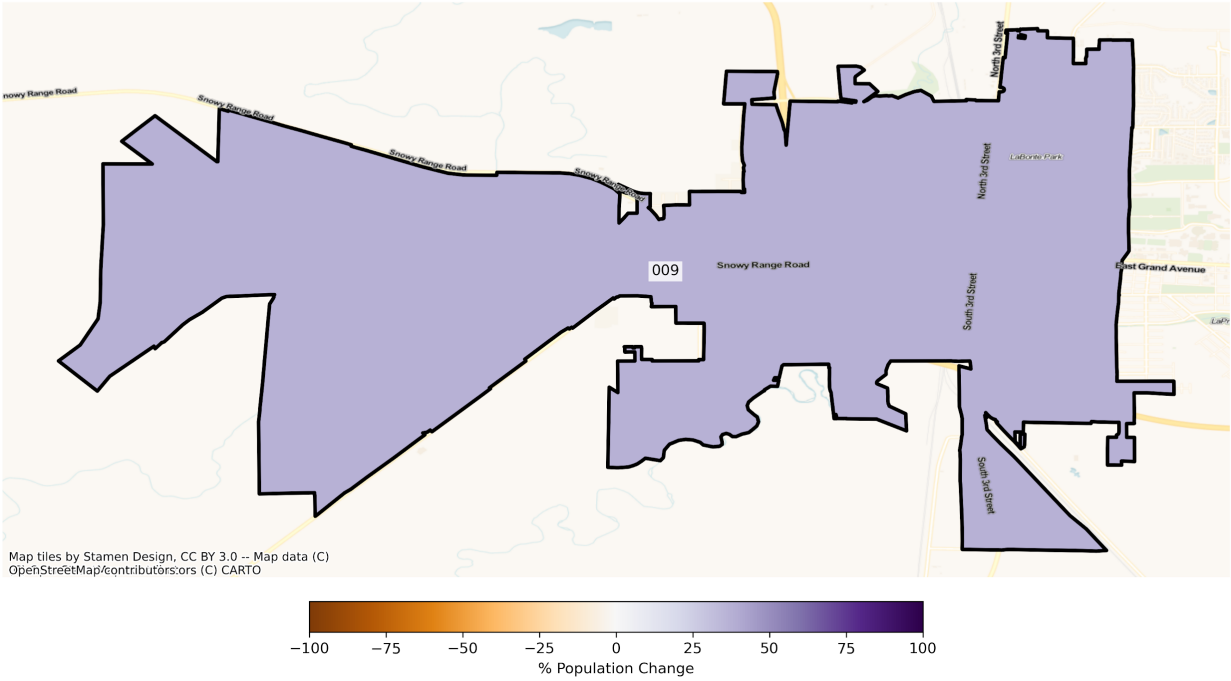 North 3rd Street
nowy Range Road
Snowy Range Road
Snowy Range Road
Snowy Range Road
North 3rd Street
LaBonte Park
009
Snowy Range Road
East Grand Avenue
South 3rd Street
LaPr
South 3rd Street
Map tiles by Stamen Design, CC BY 3.0 -- Map data (C)
OpenStreetMap contributors (C) CARTO
−100 −75 −50 −25 0 25 50 75 100
% Population Change